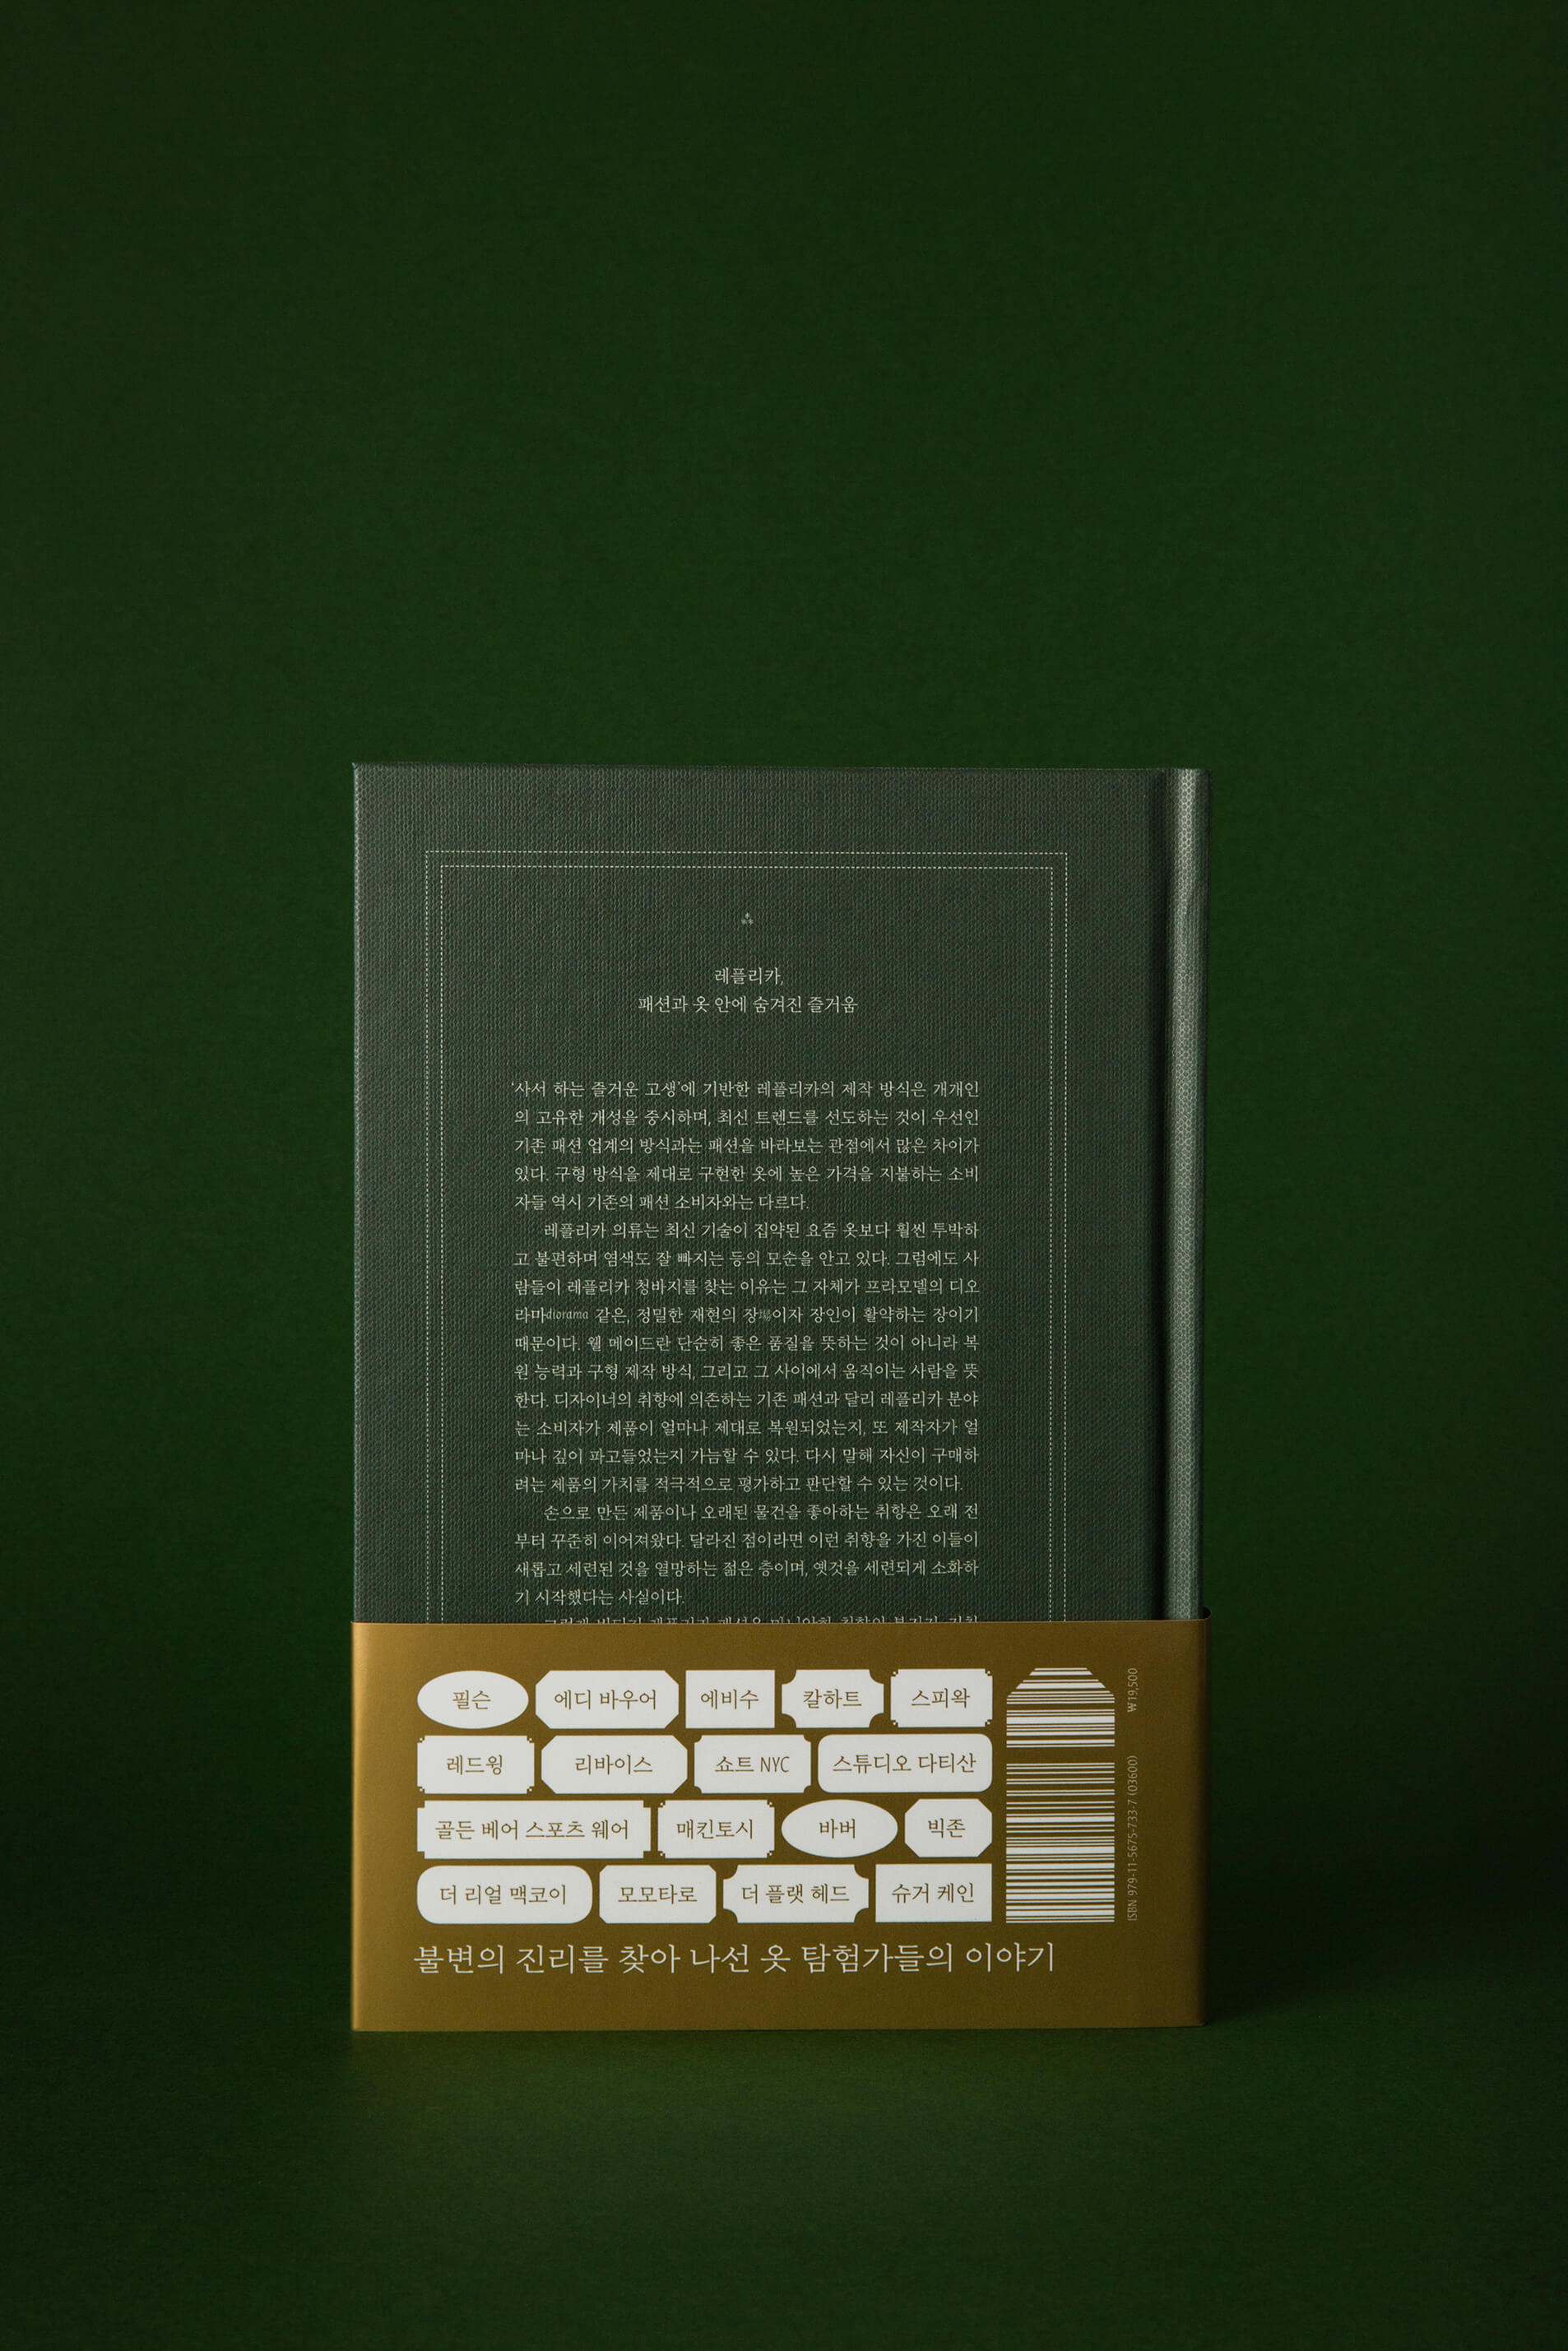 레플리카,
패션과 옷 안에 숨겨진 즐거움
‘사서 하는 즐거운 고생’에 기반한 레플리카의 제작 방식은 개개인
의 고유한 개성을 중시하며, 최신 트렌드를 선도하는 것이 우선인
기존 패션 업계의 방식과는 패션을 바라보는 관점에서 많은 차이가
있다. 구형 방식을 제대로 구현한 옷에 높은 가격을 지불하는 소비
자들 역시 기존의 패션 소비자와는 다르다.
레플리카 의류는 최신 기술이 집약된 요즘 옷보다 훨씬 투박하
고 불편하며 염색도 잘 빠지는 등의 모순을 안고 있다. 그럼에도 사
람들이 레플리카 청바지를 찾는 이유는 그 자체가 프라모델의 디오
라마diorama 같은, 정밀한 재현의 장場이자 장인이 활약하는 장이기
때문이다. 웰 메이드란 단순히 좋은 품질을 뜻하는 것이 아니라 복
원 능력과 구형 제작 방식, 그리고 그 사이에서 움직이는 사람을 뜻
한다. 디자이너의 취향에 의존하는 기존 패션과 달리 레플리카 분야
는 소비자가 제품이 얼마나 제대로 복원되었는지, 또 제작자가 얼
마나 깊이 파고들었는지 가늠할 수 있다. 다시 말해 자신이 구매하
려는 제품의 가치를 적극적으로 평가하고 판단할 수 있는 것이다.
손으로 만든 제품이나 오래된 물건을 좋아하는 취향은 오래 전
부터 꾸준히 이어져왔다. 달라진 점이라면 이런 취향을 가진 이들이
새롭고 세련된 것을 열망하는 젊은 층이며, 옛것을 세련되게 소화하
기 시작했다는 사실이다.
필슨 에디 바우어 에비수 칼하트 스피왁
레드윙 리바이스 쇼트 NYC 스튜디오 다티산
골든 베어 스포츠 웨어 매킨토시 바버 빅존
더 리얼 맥코이 모모타로 더 플랫 헤드 슈거 케인
불변의 진리를 찾아 나선 옷 탐험가들의 이야기
₩19,500
ISBN 979-11-5675-733-7 (03600)